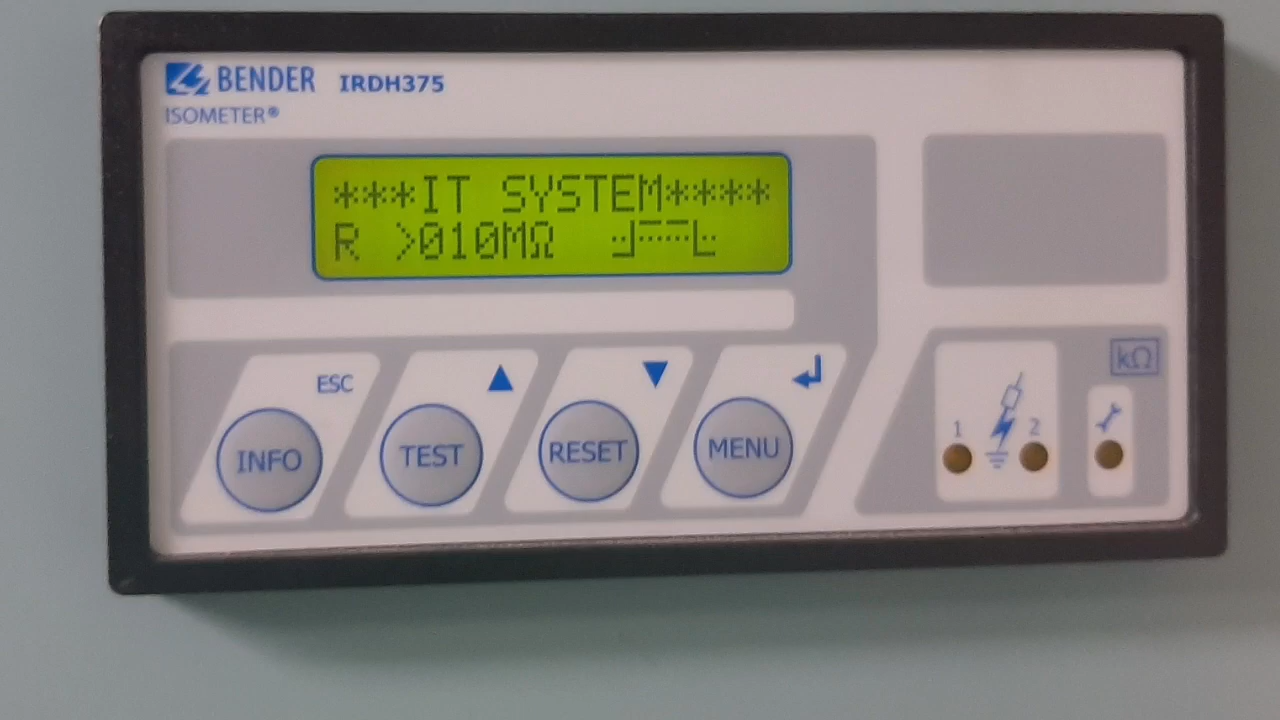 BENDER IRDH375
ISOMETER®
***IT SYSTEM****
R >010MΩ
kΩ
ESC ▲ ▼ ↵
INFO TEST RESET MENU
1 2